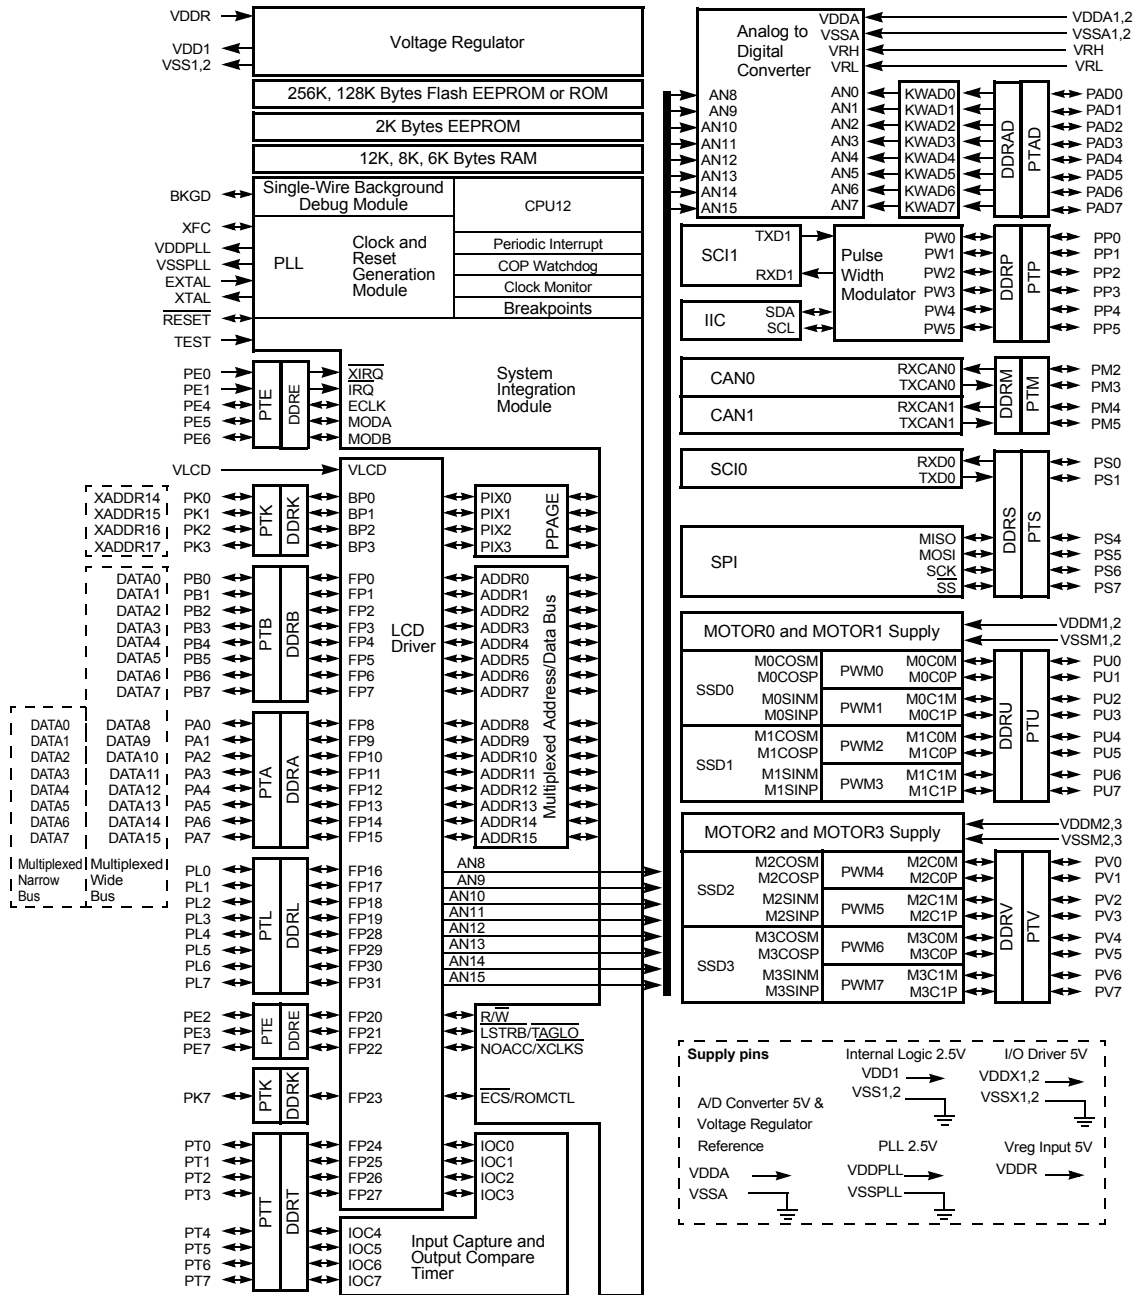 VDDR
VDD1
VSS1,2
Voltage Regulator
256K, 128K Bytes Flash EEPROM or ROM
2K Bytes EEPROM
12K, 8K, 6K Bytes RAM
BKGD
Single-Wire Background
Debug Module
CPU12
XFC
VDDPLL
VSSPLL
EXTAL
XTAL
RESET
TEST
PLL
Clock and
Reset
Generation
Module
Periodic Interrupt
COP Watchdog
Clock Monitor
Breakpoints
System
Integration
Module
PE0
PE1
PE4
PE5
PE6
PTE
DDRE
XIRQ
IRQ
ECLK
MODA
MODB
VLCD
VLCD
LCD
Driver
XADDR14
XADDR15
XADDR16
XADDR17
PK0
PK1
PK2
PK3
PTK
DDRK
BP0
BP1
BP2
BP3
PIX0
PIX1
PIX2
PIX3
PPAGE
DATA0
DATA1
DATA2
DATA3
DATA4
DATA5
DATA6
DATA7
PB0
PB1
PB2
PB3
PB4
PB5
PB6
PB7
PTB
DDRB
FP0
FP1
FP2
FP3
FP4
FP5
FP6
FP7
ADDR0
ADDR1
ADDR2
ADDR3
ADDR4
ADDR5
ADDR6
ADDR7
Multiplexed Address/Data Bus
DATA0
DATA1
DATA2
DATA3
DATA4
DATA5
DATA6
DATA7
Multiplexed
Narrow
Bus
DATA8
DATA9
DATA10
DATA11
DATA12
DATA13
DATA14
DATA15
Multiplexed
Wide
Bus
PA0
PA1
PA2
PA3
PA4
PA5
PA6
PA7
PTA
DDRA
FP8
FP9
FP10
FP11
FP12
FP13
FP14
FP15
ADDR8
ADDR9
ADDR10
ADDR11
ADDR12
ADDR13
ADDR14
ADDR15
PL0
PL1
PL2
PL3
PL4
PL5
PL6
PL7
PTL
DDRL
FP16
FP17
FP18
FP19
FP28
FP29
FP30
FP31
AN8
AN9
AN10
AN11
AN12
AN13
AN14
AN15
PE2
PE3
PE7
PTE
DDRE
FP20
FP21
FP22
R/W
LSTRB/TAGLO
NOACC/XCLKS
PK7
PTK
DDRK
FP23
ECS/ROMCTL
PT0
PT1
PT2
PT3
PT4
PT5
PT6
PT7
PTT
DDRT
FP24
FP25
FP26
FP27
IOC0
IOC1
IOC2
IOC3
IOC4
IOC5
IOC6
IOC7
Input Capture and
Output Compare
Timer
Analog to
Digital
Converter
VDDA
VSSA
VRH
VRL
VDDA1,2
VSSA1,2
VRH
VRL
AN8
AN9
AN10
AN11
AN12
AN13
AN14
AN15
AN0
AN1
AN2
AN3
AN4
AN5
AN6
AN7
KWAD0
KWAD1
KWAD2
KWAD3
KWAD4
KWAD5
KWAD6
KWAD7
DDRAD
PTAD
PAD0
PAD1
PAD2
PAD3
PAD4
PAD5
PAD6
PAD7
SCI1
TXD1
RXD1
IIC
SDA
SCL
Pulse
Width
Modulator
PW0
PW1
PW2
PW3
PW4
PW5
DDRP
PTP
PP0
PP1
PP2
PP3
PP4
PP5
CAN0
RXCAN0
TXCAN0
CAN1
RXCAN1
TXCAN1
DDRM
PTM
PM2
PM3
PM4
PM5
SCI0
RXD0
TXD0
SPI
MISO
MOSI
SCK
SS
DDRS
PTS
PS0
PS1
PS4
PS5
PS6
PS7
MOTOR0 and MOTOR1 Supply
VDDM1,2
VSSM1,2
SSD0
M0COSM
M0COSP
M0SINM
M0SINP
PWM0
PWM1
M0C0M
M0C0P
M0C1M
M0C1P
SSD1
M1COSM
M1COSP
M1SINM
M1SINP
PWM2
PWM3
M1C0M
M1C0P
M1C1M
M1C1P
DDRU
PTU
PU0
PU1
PU2
PU3
PU4
PU5
PU6
PU7
MOTOR2 and MOTOR3 Supply
VDDM2,3
VSSM2,3
SSD2
M2COSM
M2COSP
M2SINM
M2SINP
PWM4
PWM5
M2C0M
M2C0P
M2C1M
M2C1P
SSD3
M3COSM
M3COSP
M3SINM
M3SINP
PWM6
PWM7
M3C0M
M3C0P
M3C1M
M3C1P
DDRV
PTV
PV0
PV1
PV2
PV3
PV4
PV5
PV6
PV7
Supply pins
Internal Logic 2.5V
VDD1
VSS1,2
I/O Driver 5V
VDDX1,2
VSSX1,2
A/D Converter 5V &
Voltage Regulator
Reference
VDDA
VSSA
PLL 2.5V
VDDPLL
VSSPLL
Vreg Input 5V
VDDR